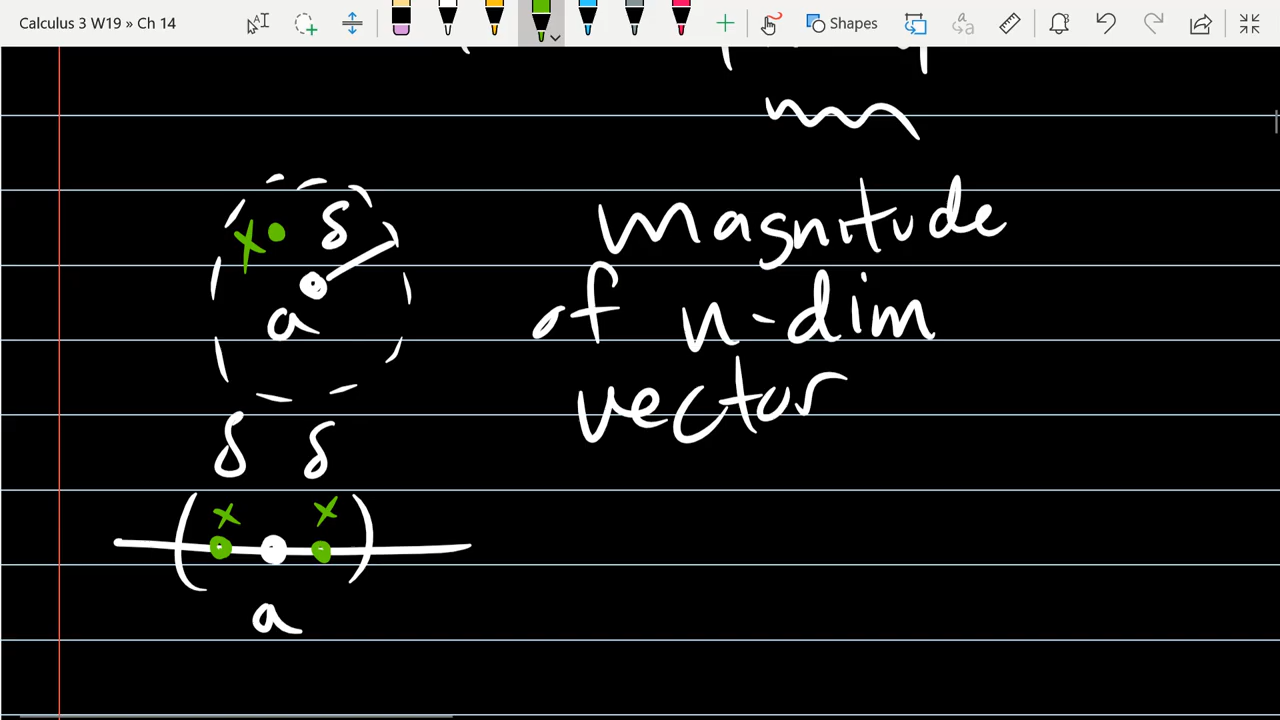 Calculus 3 W19 » Ch 14
Shapes
magnitude
of n-dim
vector
x δ
a
δ δ
x x
a